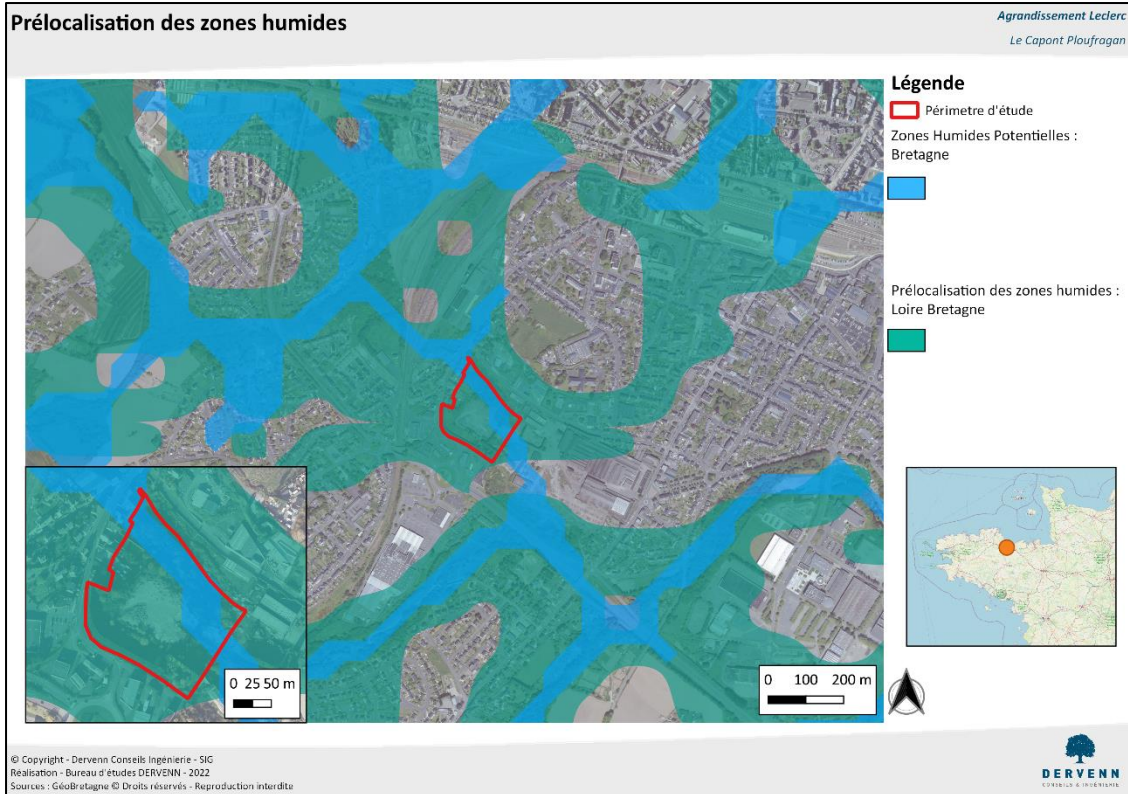 Prélocalisation des zones humides
Agrandissement Leclerc
Le Capont Ploufragan
Légende
Périmetre d'étude
Zones Humides Potentielles :
Bretagne
Prélocalisation des zones humides :
Loire Bretagne
0 25 50 m
0 100 200 m
© Copyright - Dervenn Conseils Ingénierie - SIG
Réalisation - Bureau d'études DERVENN - 2022
Sources : GéoBretagne © Droits réservés - Reproduction interdite
DERVENN
CONSEILS & INGÉNIERIE